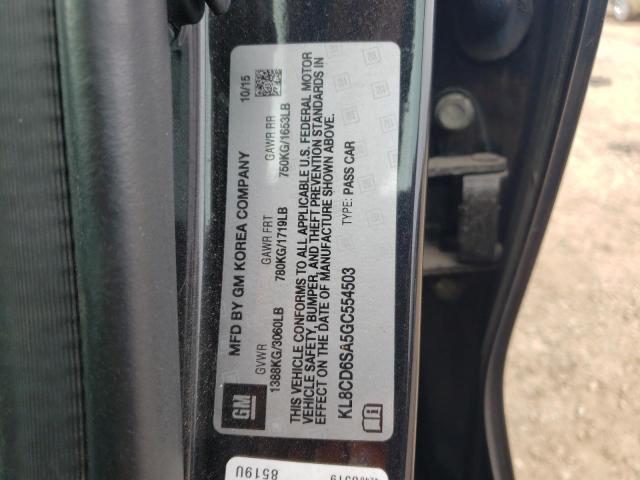 MFD BY GM KOREA COMPANY
10/15
GVWR
GAWR FRT
GAWR RR
1388KG/3060LB
780KG/1719LB
750KG/1653LB
THIS VEHICLE CONFORMS TO ALL APPLICABLE U.S. FEDERAL MOTOR
VEHICLE SAFETY, BUMPER, AND THEFT PREVENTION STANDARDS IN
EFFECT ON THE DATE OF MANUFACTURE SHOWN ABOVE.
TYPE: PASS CAR
KL8CD6SA5GC554503
GM
8519U